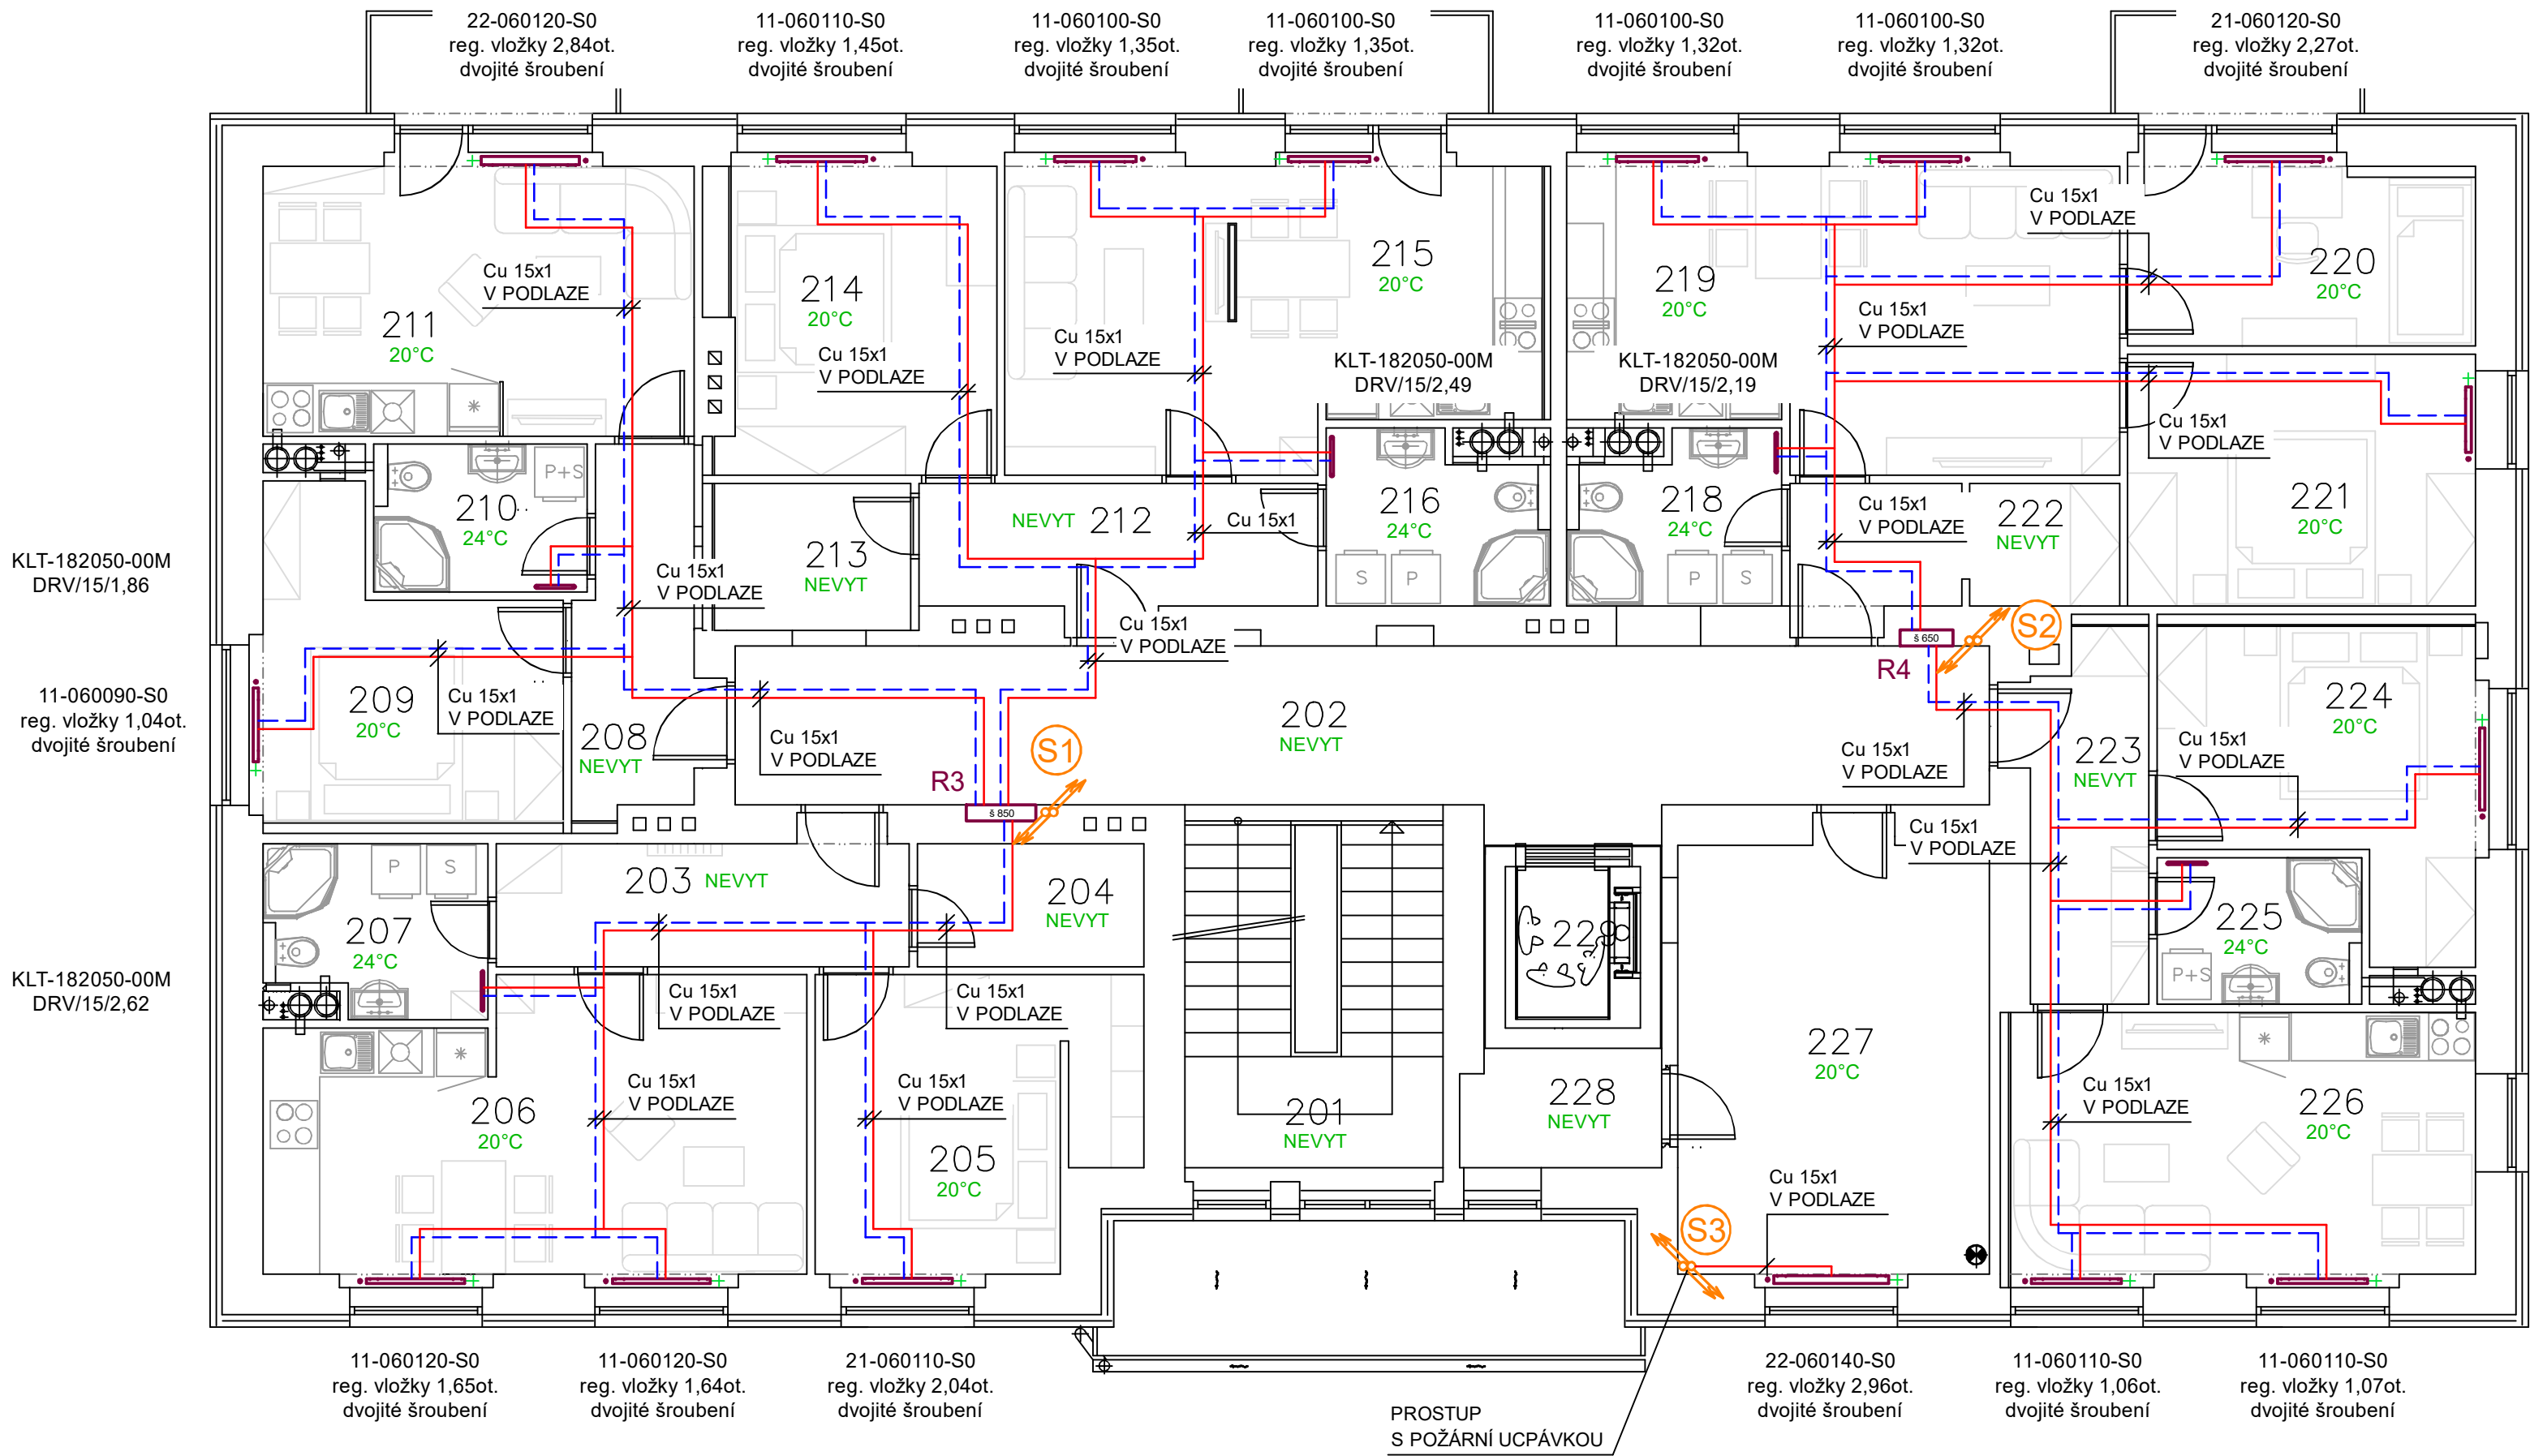 22-060120-S0
reg. vložky 2,84ot.
dvojité šroubení
11-060110-S0
reg. vložky 1,45ot.
dvojité šroubení
11-060100-S0
reg. vložky 1,35ot.
dvojité šroubení
11-060100-S0
reg. vložky 1,35ot.
dvojité šroubení
11-060100-S0
reg. vložky 1,32ot.
dvojité šroubení
11-060100-S0
reg. vložky 1,32ot.
dvojité šroubení
21-060120-S0
reg. vložky 2,27ot.
dvojité šroubení
Cu 15x1
V PODLAZE
211
20°C
214
20°C
Cu 15x1
V PODLAZE
Cu 15x1
V PODLAZE
215
20°C
KLT-182050-00M
DRV/15/2,49
219
20°C
KLT-182050-00M
DRV/15/2,19
Cu 15x1
V PODLAZE
Cu 15x1
V PODLAZE
220
20°C
Cu 15x1
V PODLAZE
221
20°C
P+S
210
24°C
KLT-182050-00M
DRV/15/1,86
Cu 15x1
V PODLAZE
213
NEVYT
NEVYT 212
Cu 15x1
216
24°C
S
P
218
24°C
P
S
Cu 15x1
V PODLAZE
222
NEVYT
Cu 15x1
V PODLAZE
š 650
S2
R4
11-060090-S0
reg. vložky 1,04ot.
dvojité šroubení
209
20°C
Cu 15x1
V PODLAZE
208
NEVYT
Cu 15x1
V PODLAZE
R3
S1
š 850
202
NEVYT
Cu 15x1
V PODLAZE
223
NEVYT
Cu 15x1
V PODLAZE
224
20°C
Cu 15x1
V PODLAZE
P
S
207
24°C
KLT-182050-00M
DRV/15/2,62
203 NEVYT
204
NEVYT
Cu 15x1
V PODLAZE
Cu 15x1
V PODLAZE
229
225
24°C
P+S
206
20°C
Cu 15x1
V PODLAZE
Cu 15x1
V PODLAZE
205
20°C
201
NEVYT
228
NEVYT
227
20°C
Cu 15x1
V PODLAZE
226
20°C
Cu 15x1
V PODLAZE
S3
11-060120-S0
reg. vložky 1,65ot.
dvojité šroubení
11-060120-S0
reg. vložky 1,64ot.
dvojité šroubení
21-060110-S0
reg. vložky 2,04ot.
dvojité šroubení
PROSTUP
S POŽÁRNÍ UCPÁVKOU
22-060140-S0
reg. vložky 2,96ot.
dvojité šroubení
11-060110-S0
reg. vložky 1,06ot.
dvojité šroubení
11-060110-S0
reg. vložky 1,07ot.
dvojité šroubení